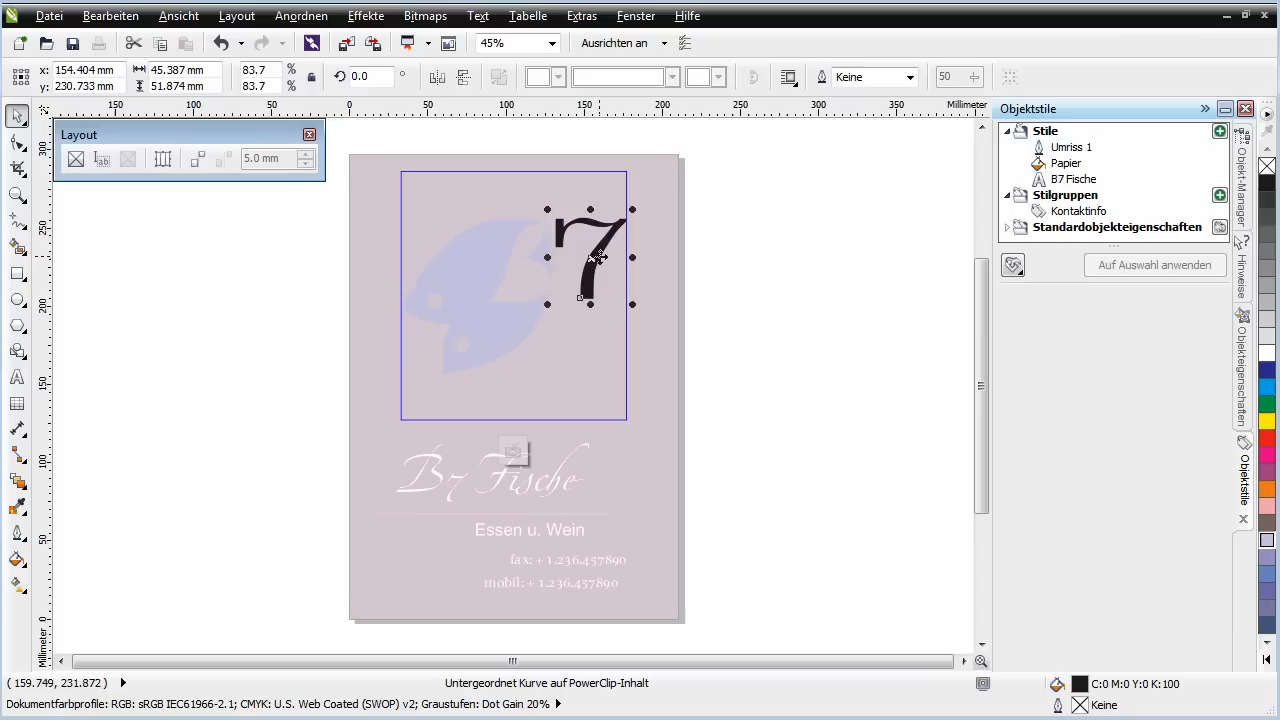 Datei Bearbeiten Ansicht Layout Anordnen Effekte Bitmaps Text Tabelle Extras Fenster Hilfe
45% Ausrichten an
x: 154.404 mm 45.387 mm 83.7 % 0.0 ° Keine 50
y: 230.733 mm 51.874 mm 83.7 %
150 100 50 0 50 100 150 200 250 300 350 Millimeter
Layout
5.0 mm
300
250
200
150
100
50
0
Millimeter
7
B7 Fische
Essen u. Wein
fax: + 1.236.457890
mobil: + 1.236.457890
Objektstile
Stile
Umriss 1
Papier
B7 Fische
Stilgruppen
Kontaktinfo
Standardobjekteigenschaften
Auf Auswahl anwenden
Objekt-Manager
Hinweise
Objekteigenschaften
Objektstile
( 159.749, 231.872 ) Untergeordnet Kurve auf PowerClip-Inhalt C:0 M:0 Y:0 K:100
Dokumentfarbprofile: RGB: sRGB IEC61966-2.1; CMYK: U.S. Web Coated (SWOP) v2; Graustufen: Dot Gain 20% Keine